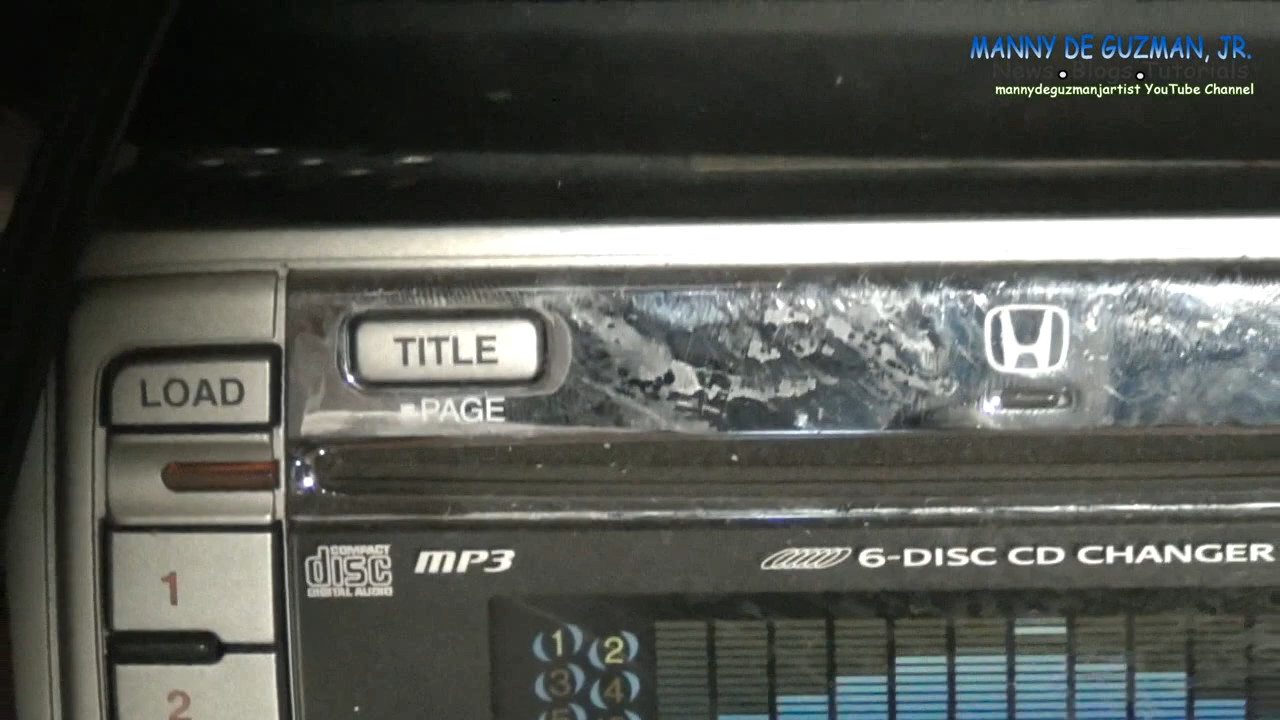 MANNY DE GUZMAN, JR.
News Blogs Tutorials
mannydeguzmanjartist YouTube Channel
TITLE
LOAD
PAGE
COMPACT
disc
DIGITAL AUDIO
MP3
6-DISC CD CHANGER
1
1 2
3 4
2